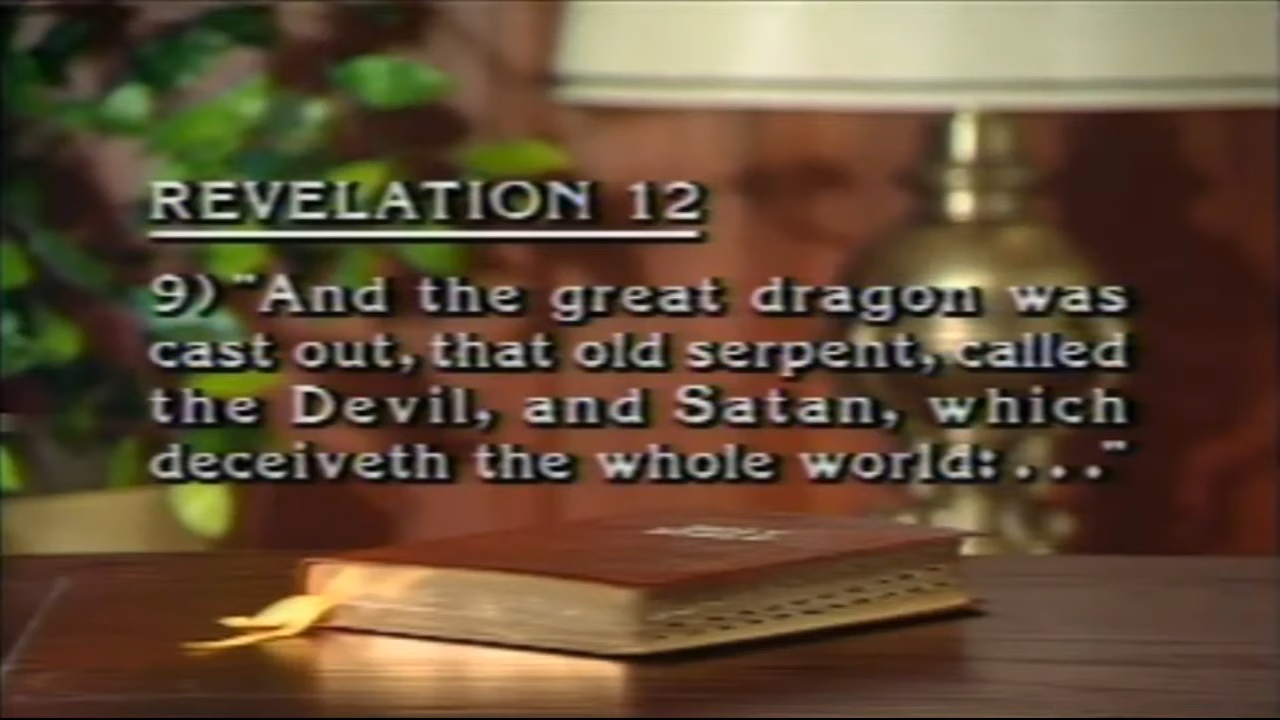 REVELATION 12
9) "And the great dragon was
cast out, that old serpent, called
the Devil, and Satan, which
deceiveth the whole world: . . ."